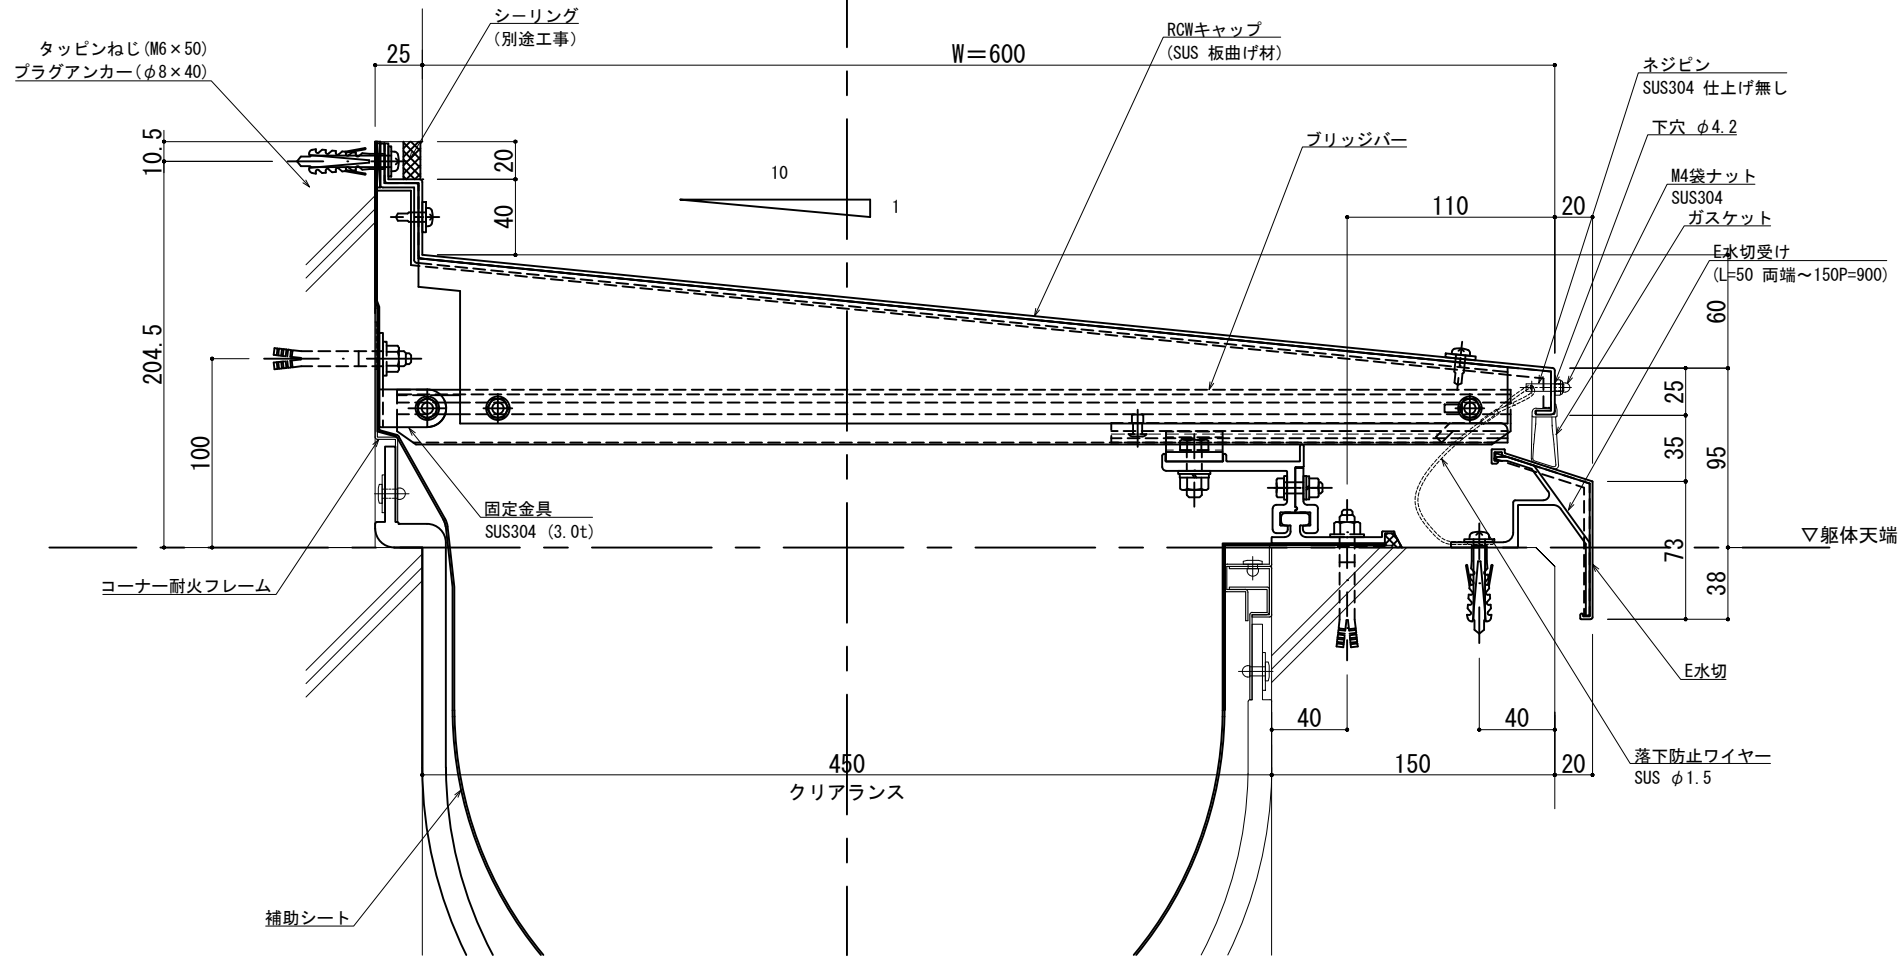 シーリング
(別途工事)
RCWキャップ
(SUS 板曲げ材)
タッピンねじ(M6×50)
プラグアンカー(φ8×40)
25
W=600
ネジピン
SUS304 仕上げ無し
下穴 φ4.2
ブリッジバー
10.5
20
10
1
40
M4袋ナット
SUS304
110
20
ガスケット
E水切受け
(L=50 両端~150P=900)
60
204.5
25
100
35
95
固定金具
SUS304 (3.0t)
▽躯体天端
73
コーナー耐火フレーム
38
E水切
40
40
落下防止ワイヤー
SUS φ1.5
450
クリアランス
150
20
補助シート